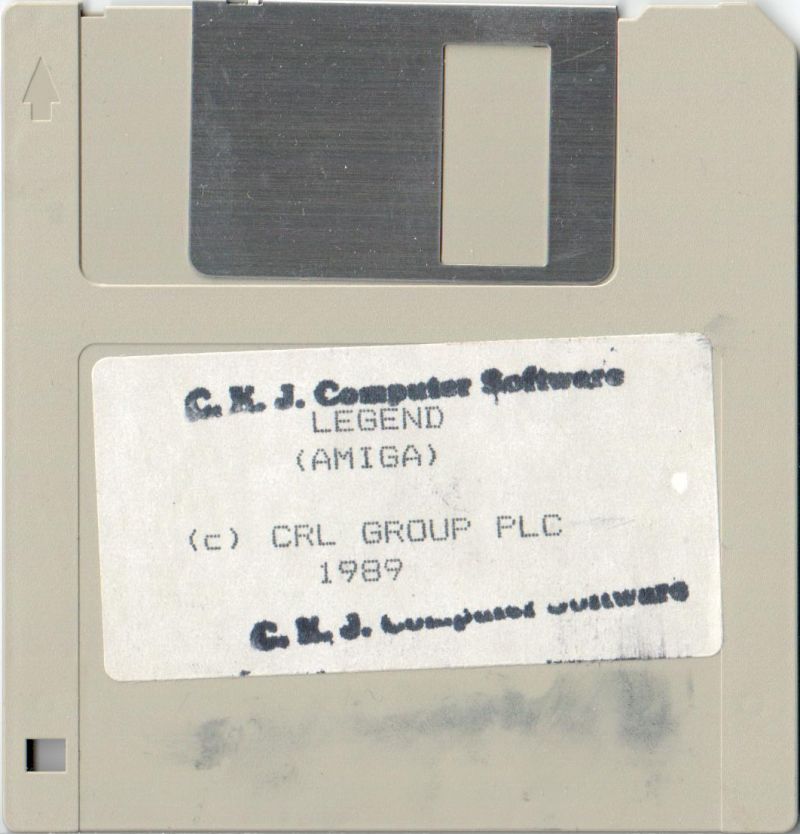 C. K. J. Computer Software
LEGEND
(AMIGA)
(c) CRL GROUP PLC
1989
C. K. J. Computer Software